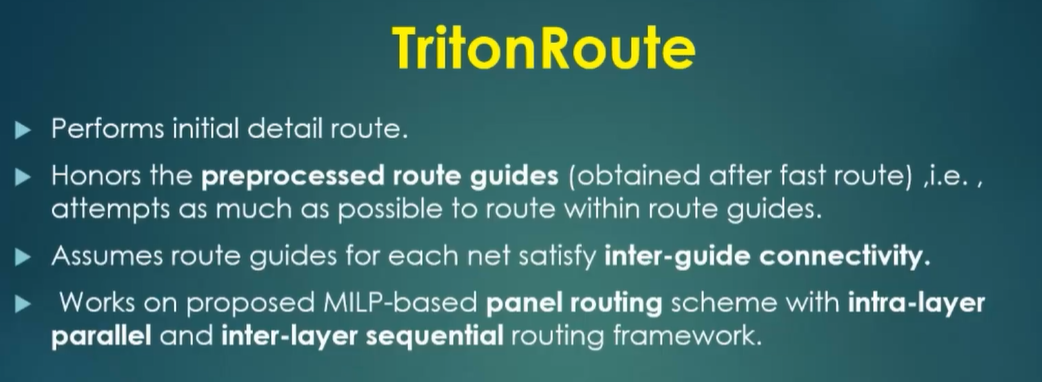 TritonRoute
Performs initial detail route.
Honors the preprocessed route guides (obtained after fast route) ,i.e. ,
attempts as much as possible to route within route guides.
Assumes route guides for each net satisfy inter-guide connectivity.
Works on proposed MILP-based panel routing scheme with intra-layer
parallel and inter-layer sequential routing framework.